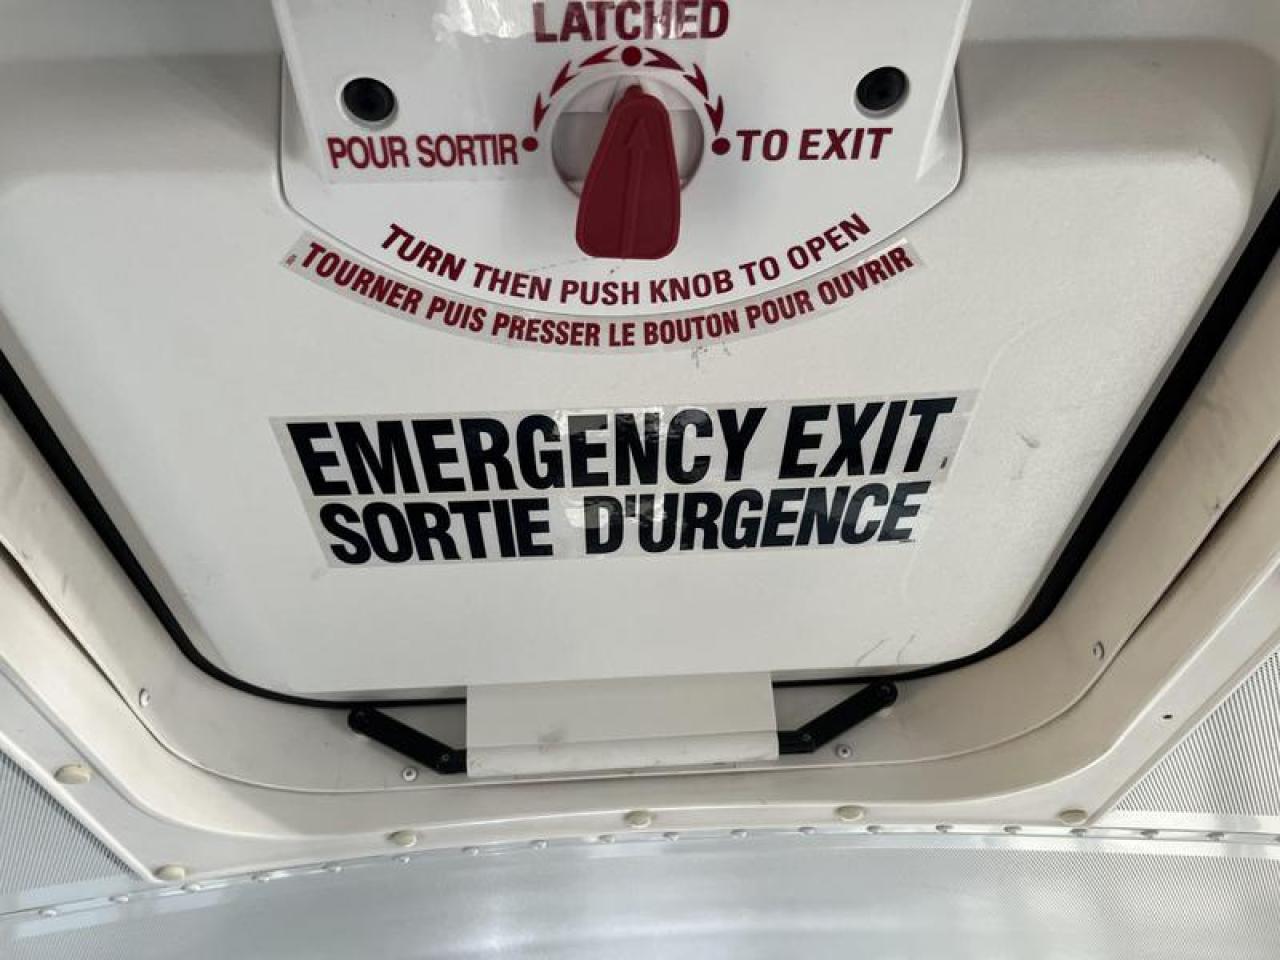 LATCHED
POUR SORTIR
TO EXIT
TURN THEN PUSH KNOB TO OPEN
TOURNER PUIS PRESSER LE BOUTON POUR OUVRIR
EMERGENCY EXIT
SORTIE D'URGENCE